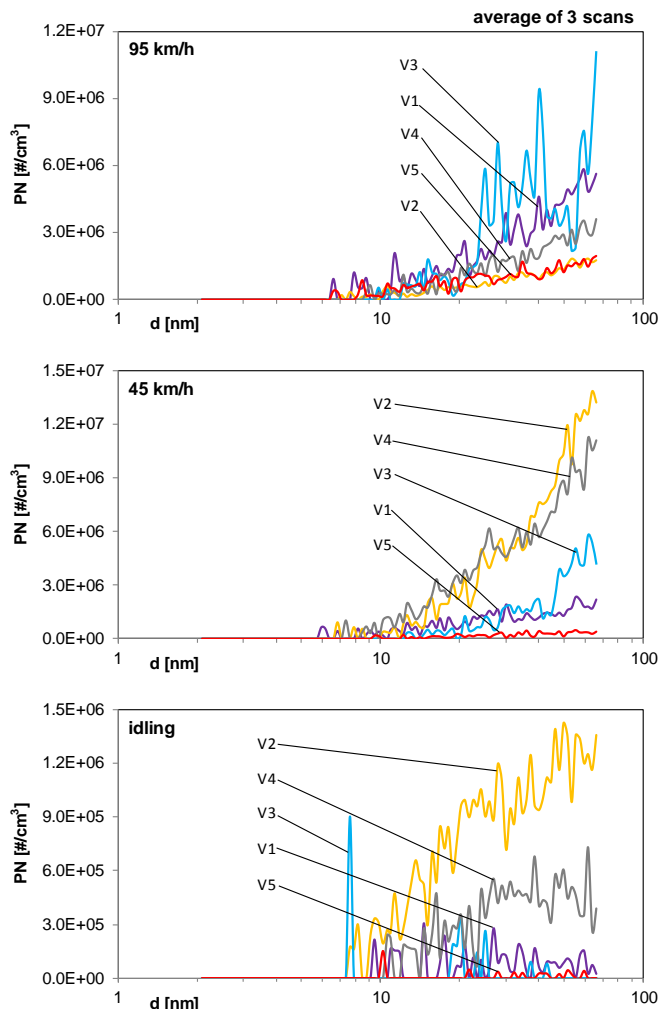 average of 3 scans
1.2E+07
95 km/h
V3
9.0E+06
V1
V4
PN [#/cm³]
6.0E+06
V5
V2
3.0E+06
0.0E+00
1 10 100
d [nm]
1.5E+07
45 km/h
V2
1.2E+07
V4
9.0E+06
V3
PN [#/cm³]
6.0E+06
V1
V5
3.0E+06
0.0E+00
1 10 100
d [nm]
1.5E+06
idling
V2
1.2E+06
V4
9.0E+05
V3
PN [#/cm³]
6.0E+05
V1
V5
3.0E+05
0.0E+00
1 10 100
d [nm]